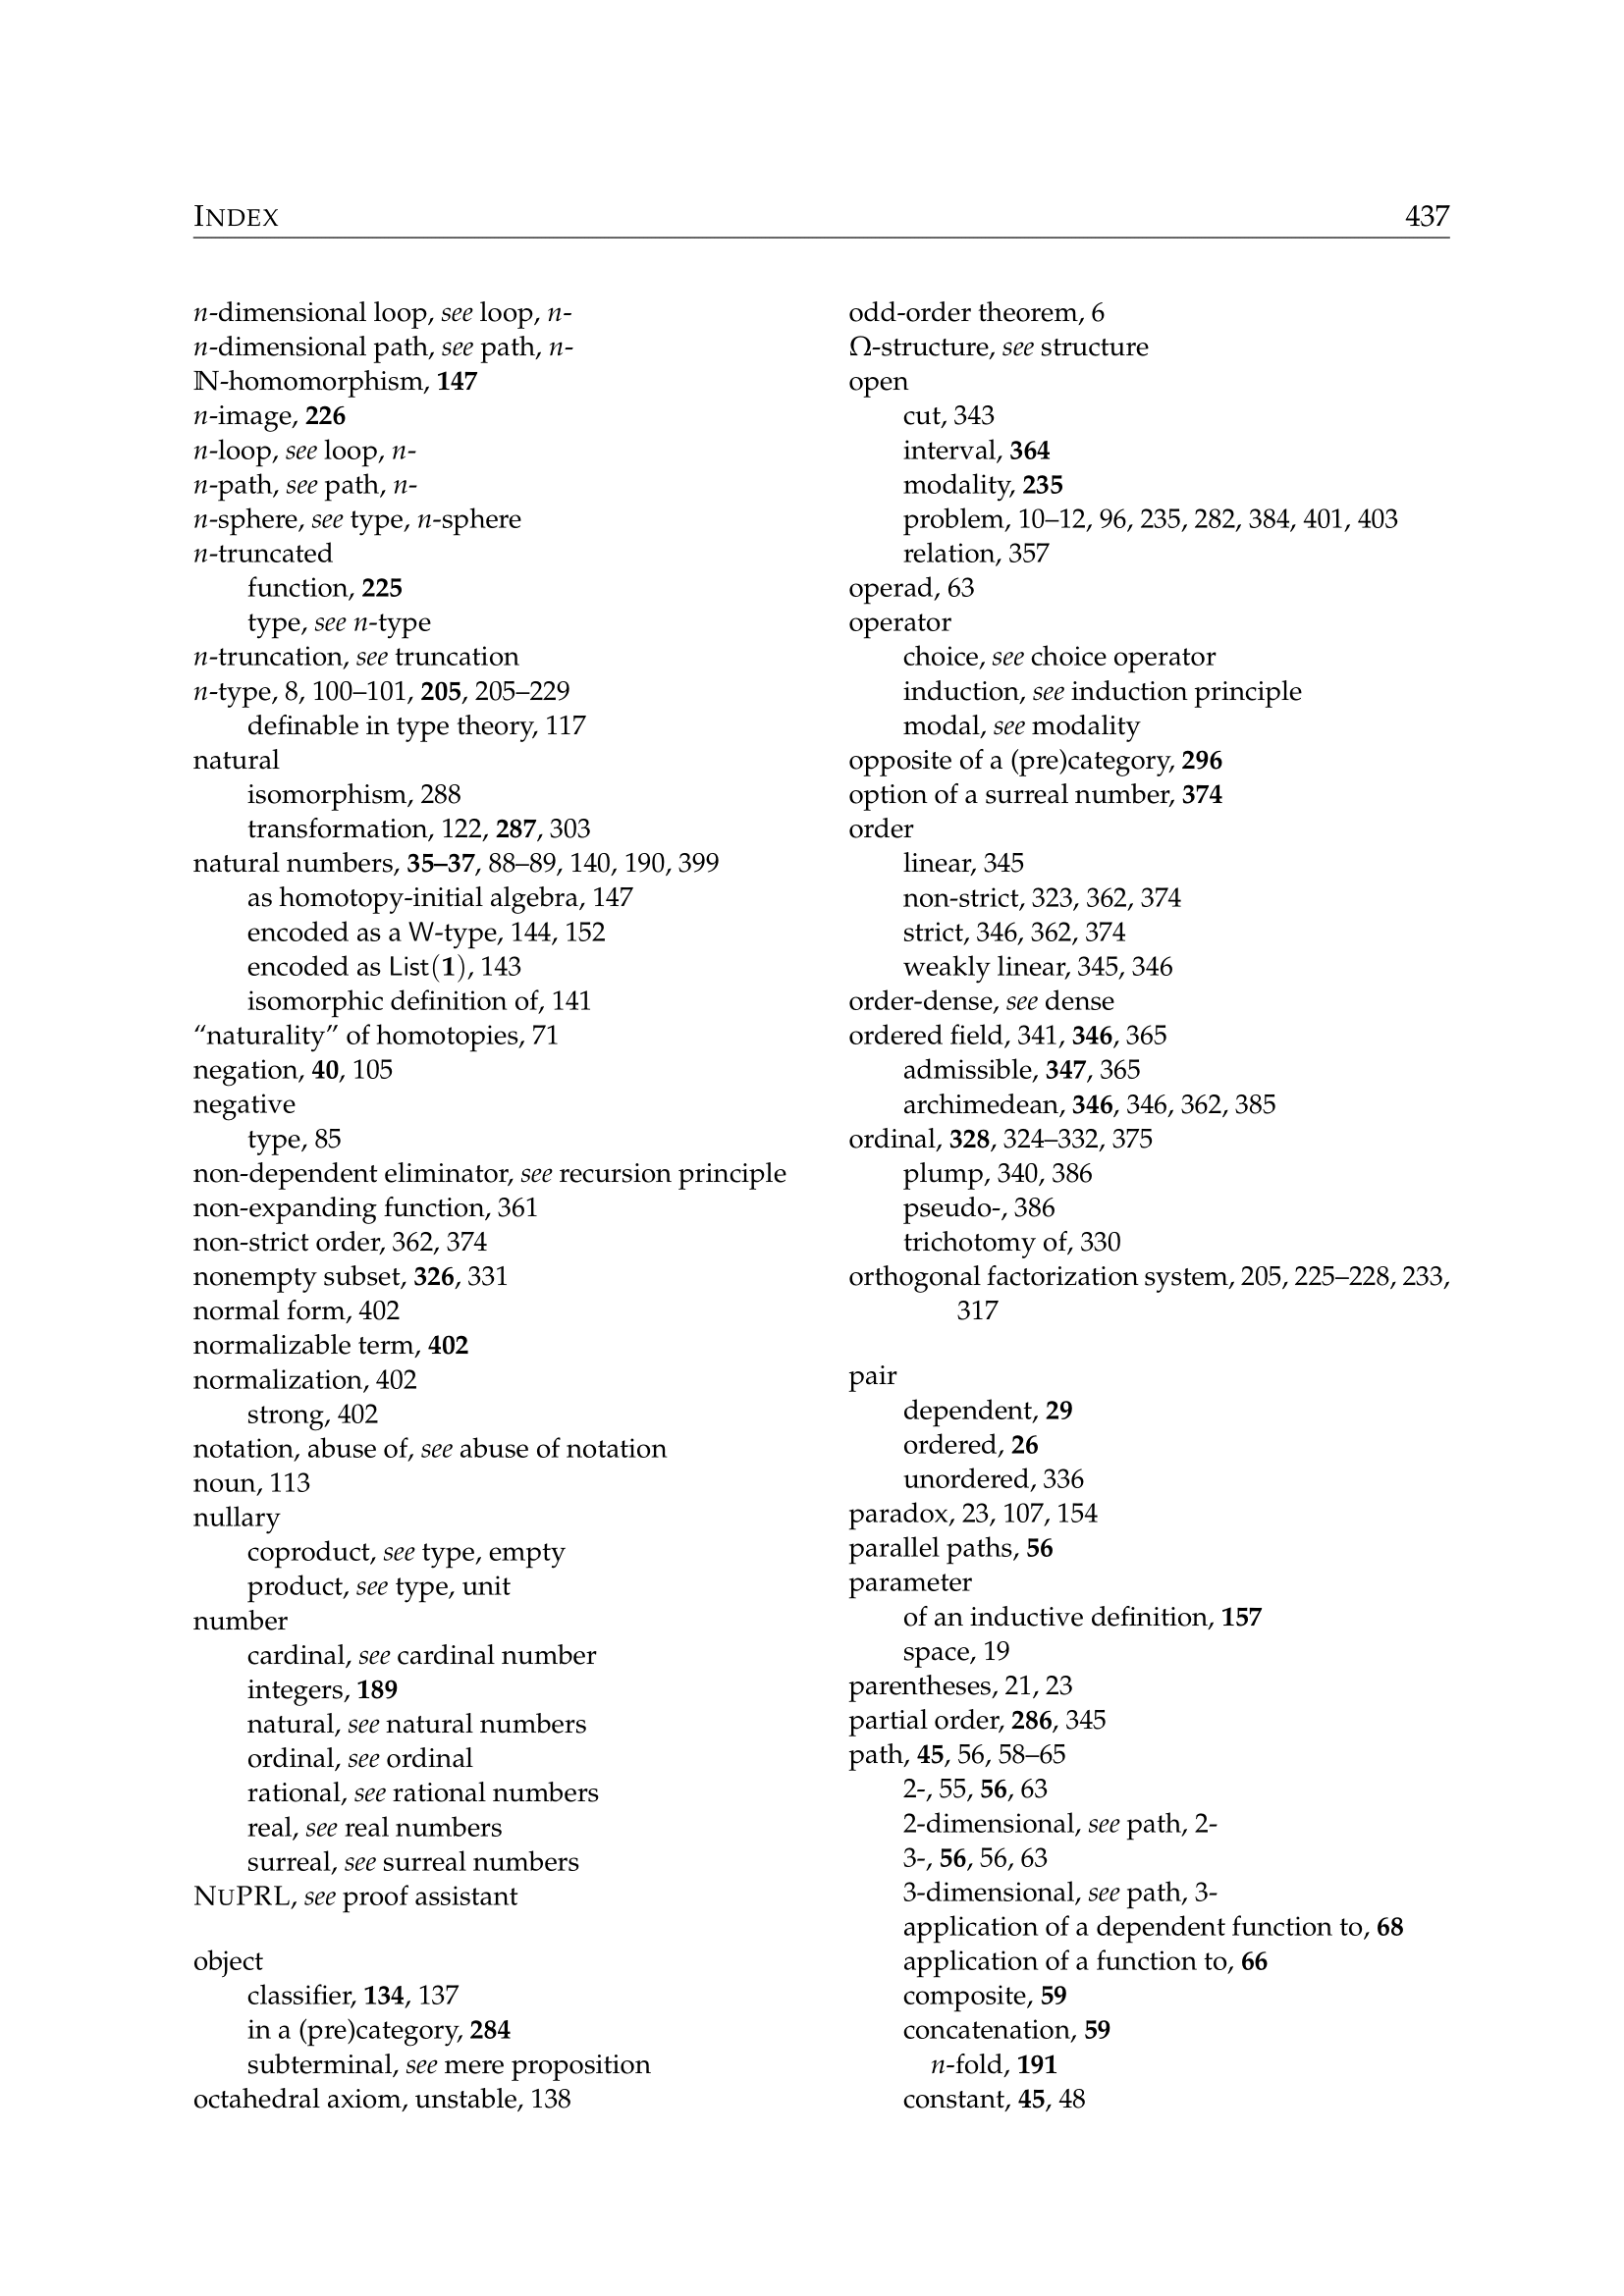 INDEX 437
n-dimensional loop, see loop, n-
n-dimensional path, see path, n-
ℕ-homomorphism, 147
n-image, 226
n-loop, see loop, n-
n-path, see path, n-
n-sphere, see type, n-sphere
n-truncated
function, 225
type, see n-type
n-truncation, see truncation
n-type, 8, 100–101, 205, 205–229
definable in type theory, 117
natural
isomorphism, 288
transformation, 122, 287, 303
natural numbers, 35–37, 88–89, 140, 190, 399
as homotopy-initial algebra, 147
encoded as a W-type, 144, 152
encoded as List(1), 143
isomorphic definition of, 141
“naturality” of homotopies, 71
negation, 40, 105
negative
type, 85
non-dependent eliminator, see recursion principle
non-expanding function, 361
non-strict order, 362, 374
nonempty subset, 326, 331
normal form, 402
normalizable term, 402
normalization, 402
strong, 402
notation, abuse of, see abuse of notation
noun, 113
nullary
coproduct, see type, empty
product, see type, unit
number
cardinal, see cardinal number
integers, 189
natural, see natural numbers
ordinal, see ordinal
rational, see rational numbers
real, see real numbers
surreal, see surreal numbers
NUPRL, see proof assistant
object
classifier, 134, 137
in a (pre)category, 284
subterminal, see mere proposition
octahedral axiom, unstable, 138
odd-order theorem, 6
Ω-structure, see structure
open
cut, 343
interval, 364
modality, 235
problem, 10–12, 96, 235, 282, 384, 401, 403
relation, 357
operad, 63
operator
choice, see choice operator
induction, see induction principle
modal, see modality
opposite of a (pre)category, 296
option of a surreal number, 374
order
linear, 345
non-strict, 323, 362, 374
strict, 346, 362, 374
weakly linear, 345, 346
order-dense, see dense
ordered field, 341, 346, 365
admissible, 347, 365
archimedean, 346, 346, 362, 385
ordinal, 328, 324–332, 375
plump, 340, 386
pseudo-, 386
trichotomy of, 330
orthogonal factorization system, 205, 225–228, 233,
317
pair
dependent, 29
ordered, 26
unordered, 336
paradox, 23, 107, 154
parallel paths, 56
parameter
of an inductive definition, 157
space, 19
parentheses, 21, 23
partial order, 286, 345
path, 45, 56, 58–65
2-, 55, 56, 63
2-dimensional, see path, 2-
3-, 56, 56, 63
3-dimensional, see path, 3-
application of a dependent function to, 68
application of a function to, 66
composite, 59
concatenation, 59
n-fold, 191
constant, 45, 48